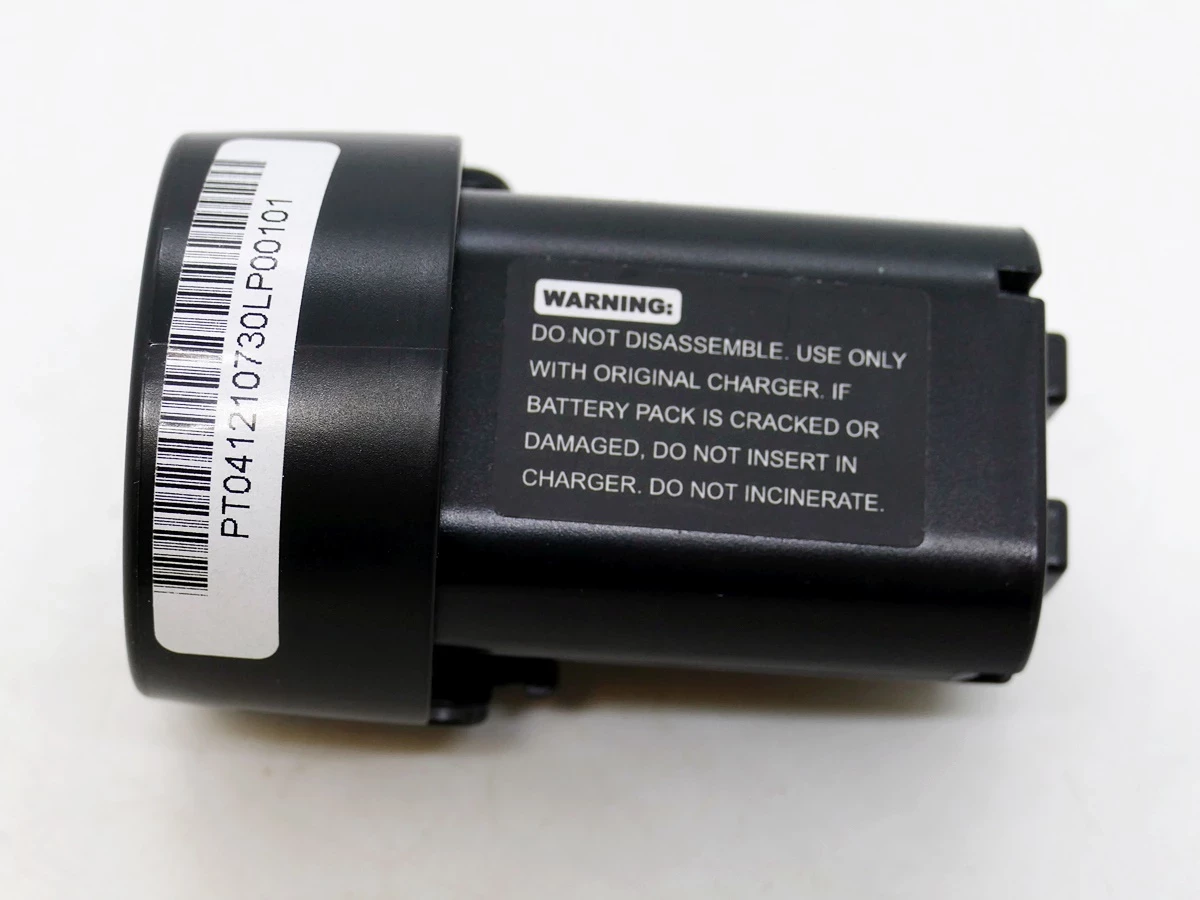 PT041210730LP00101
WARNING:
DO NOT DISASSEMBLE. USE ONLY
WITH ORIGINAL CHARGER. IF
BATTERY PACK IS CRACKED OR
DAMAGED, DO NOT INSERT IN
CHARGER. DO NOT INCINERATE.